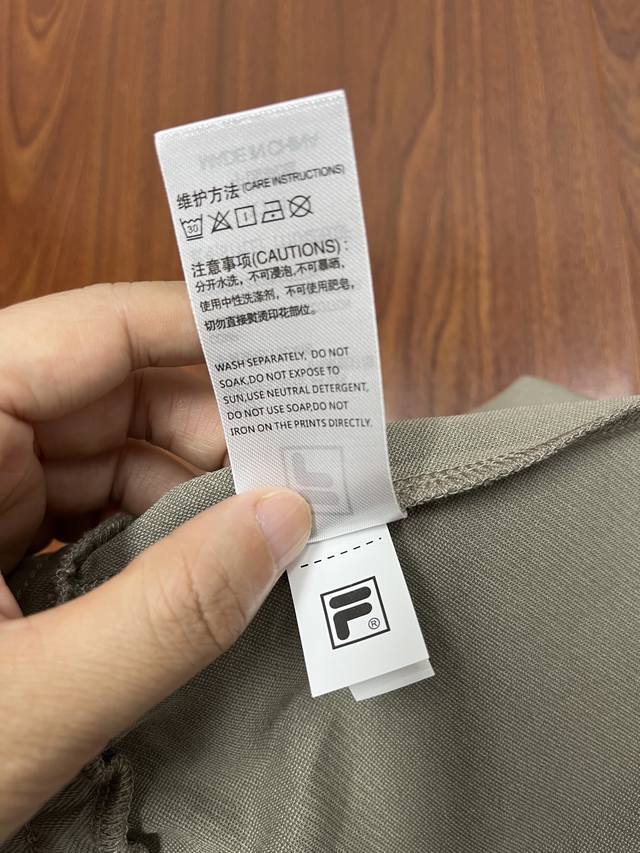 维护方法(CARE INSTRUCTIONS)
30
注意事项(CAUTIONS):
分开水洗，不可浸泡,不可暴晒，
使用中性洗涤剂，不可使用肥皂，
切勿直接熨烫印花部位。
WASH SEPARATELY, DO NOT
SOAK,DO NOT EXPOSE TO
SUN,USE NEUTRAL DETERGENT,
DO NOT USE SOAP,DO NOT
IRON ON THE PRINTS DIRECTLY.
F®